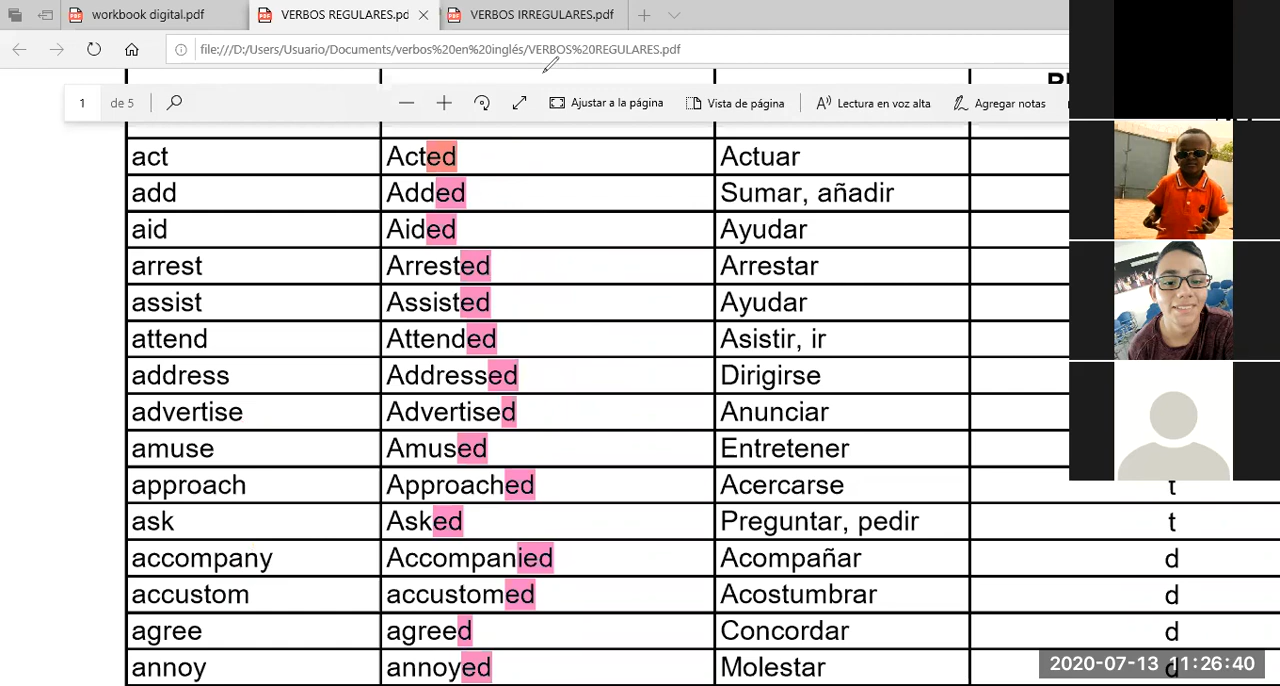 workbook digital.pdf VERBOS REGULARES.pd VERBOS IRREGULARES.pdf
file:///D:/Users/Usuario/Documents/verbos%20en%20inglés/VERBOS%20REGULARES.pdf
1 de 5 Ajustar a la página Vista de página Lectura en voz alta Agregar notas
act Acted Actuar
add Added Sumar, añadir
aid Aided Ayudar
arrest Arrested Arrestar
assist Assisted Ayudar
attend Attended Asistir, ir
address Addressed Dirigirse
advertise Advertised Anunciar
amuse Amused Entretener
approach Approached Acercarse t
ask Asked Preguntar, pedir t
accompany Accompanied Acompañar d
accustom accustomed Acostumbrar d
agree agreed Concordar d
annoy annoyed Molestar d
2020-07-13 11:26:40